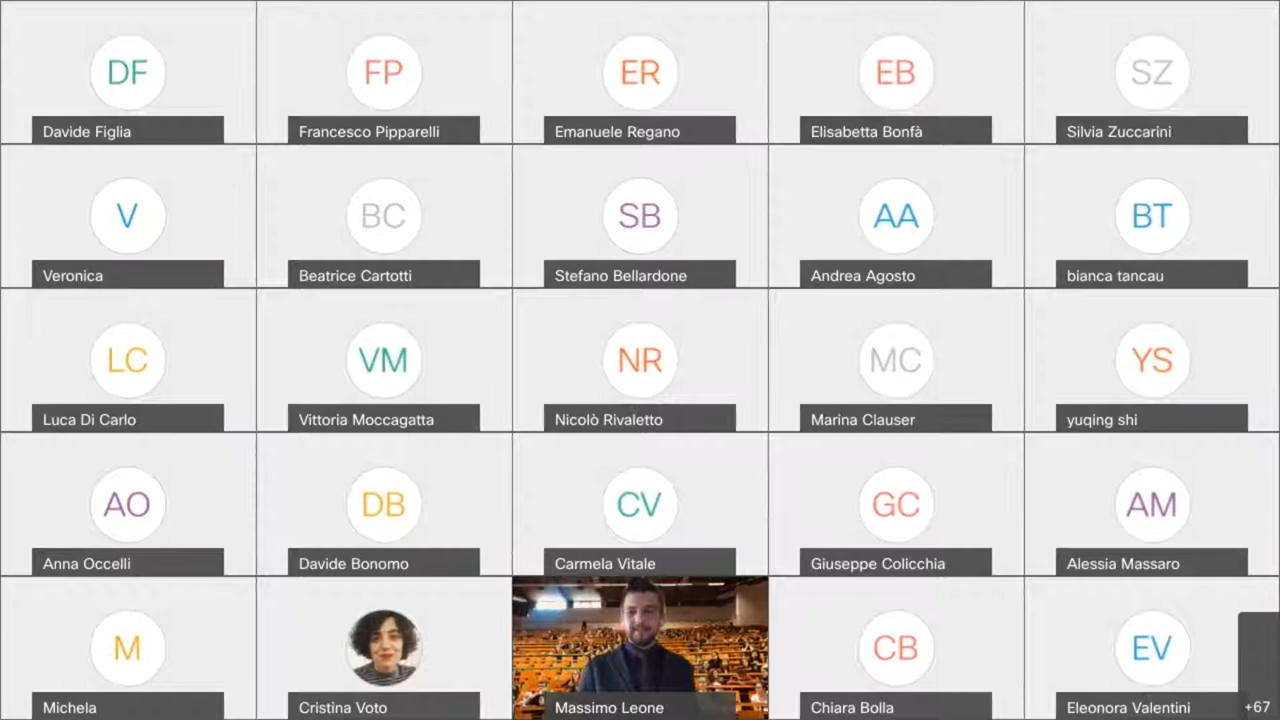 DF
Davide Figlia
FP
Francesco Pipparelli
ER
Emanuele Regano
EB
Elisabetta Bonfà
SZ
Silvia Zuccarini
V
Veronica
BC
Beatrice Cartotti
SB
Stefano Bellardone
AA
Andrea Agosto
BT
bianca tancau
LC
Luca Di Carlo
VM
Vittoria Moccagatta
NR
Nicolò Rivaletto
MC
Marina Clauser
YS
yuqing shi
AO
Anna Occelli
DB
Davide Bonomo
CV
Carmela Vitale
GC
Giuseppe Colicchia
AM
Alessia Massaro
M
Michela
Cristina Voto
Massimo Leone
CB
Chiara Bolla
EV
Eleonora Valentini
+67